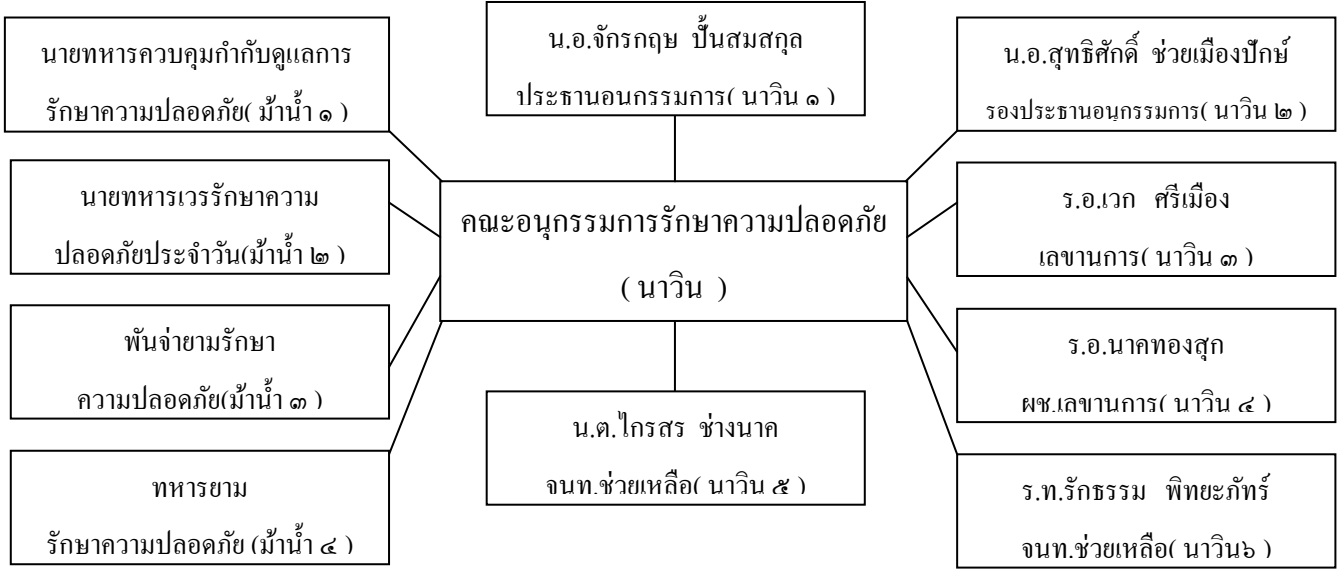 นายทหารควบคุมกำกับดูแลการ
รักษาความปลอดภัย( ม้าน้ำ ๑ )
น.อ.จักรกฤษ ปั้นสมสกุล
ประธานอนุกรรมการ( นาวิน ๑ )
น.อ.สุทธิศักดิ์ ช่วยเมืองปักษ์
รองประธานอนุกรรมการ( นาวิน ๒ )
นายทหารเวรรักษาความ
ปลอดภัยประจำวัน(ม้าน้ำ ๒ )
คณะอนุกรรมการรักษาความปลอดภัย
( นาวิน )
ร.อ.เวก ศรีเมือง
เลขานุการ( นาวิน ๓ )
พันจ่ายามรักษา
ความปลอดภัย(ม้าน้ำ ๓ )
น.ต.ไกรสร ช่างนาค
จนท.ช่วยเหลือ( นาวิน ๕ )
ร.อ.นาคทองสุก
ผช.เลขานุการ( นาวิน ๔ )
ทหารยาม
รักษาความปลอดภัย (ม้าน้ำ ๔ )
ร.ท.รักธรรม พิทยะภัทร์
จนท.ช่วยเหลือ( นาวิน๖ )